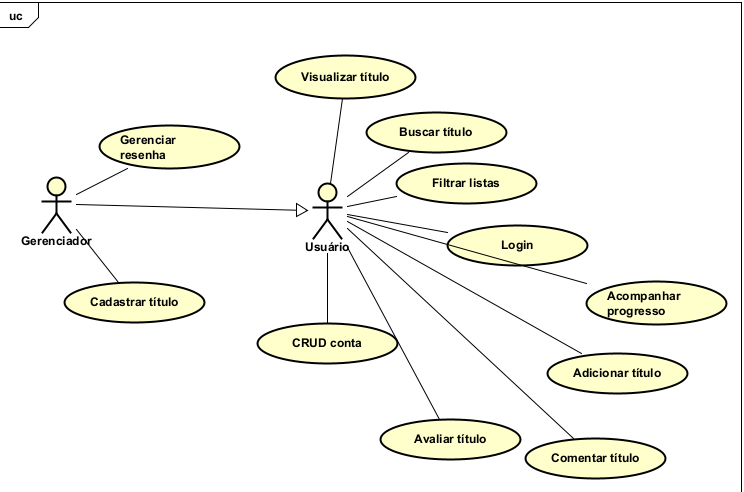 uc
Visualizar título
Buscar título
Gerenciar
resenha
Filtrar listas
Gerenciador
Usuário
Login
Cadastrar título
Acompanhar
progresso
CRUD conta
Adicionar título
Avaliar título
Comentar título